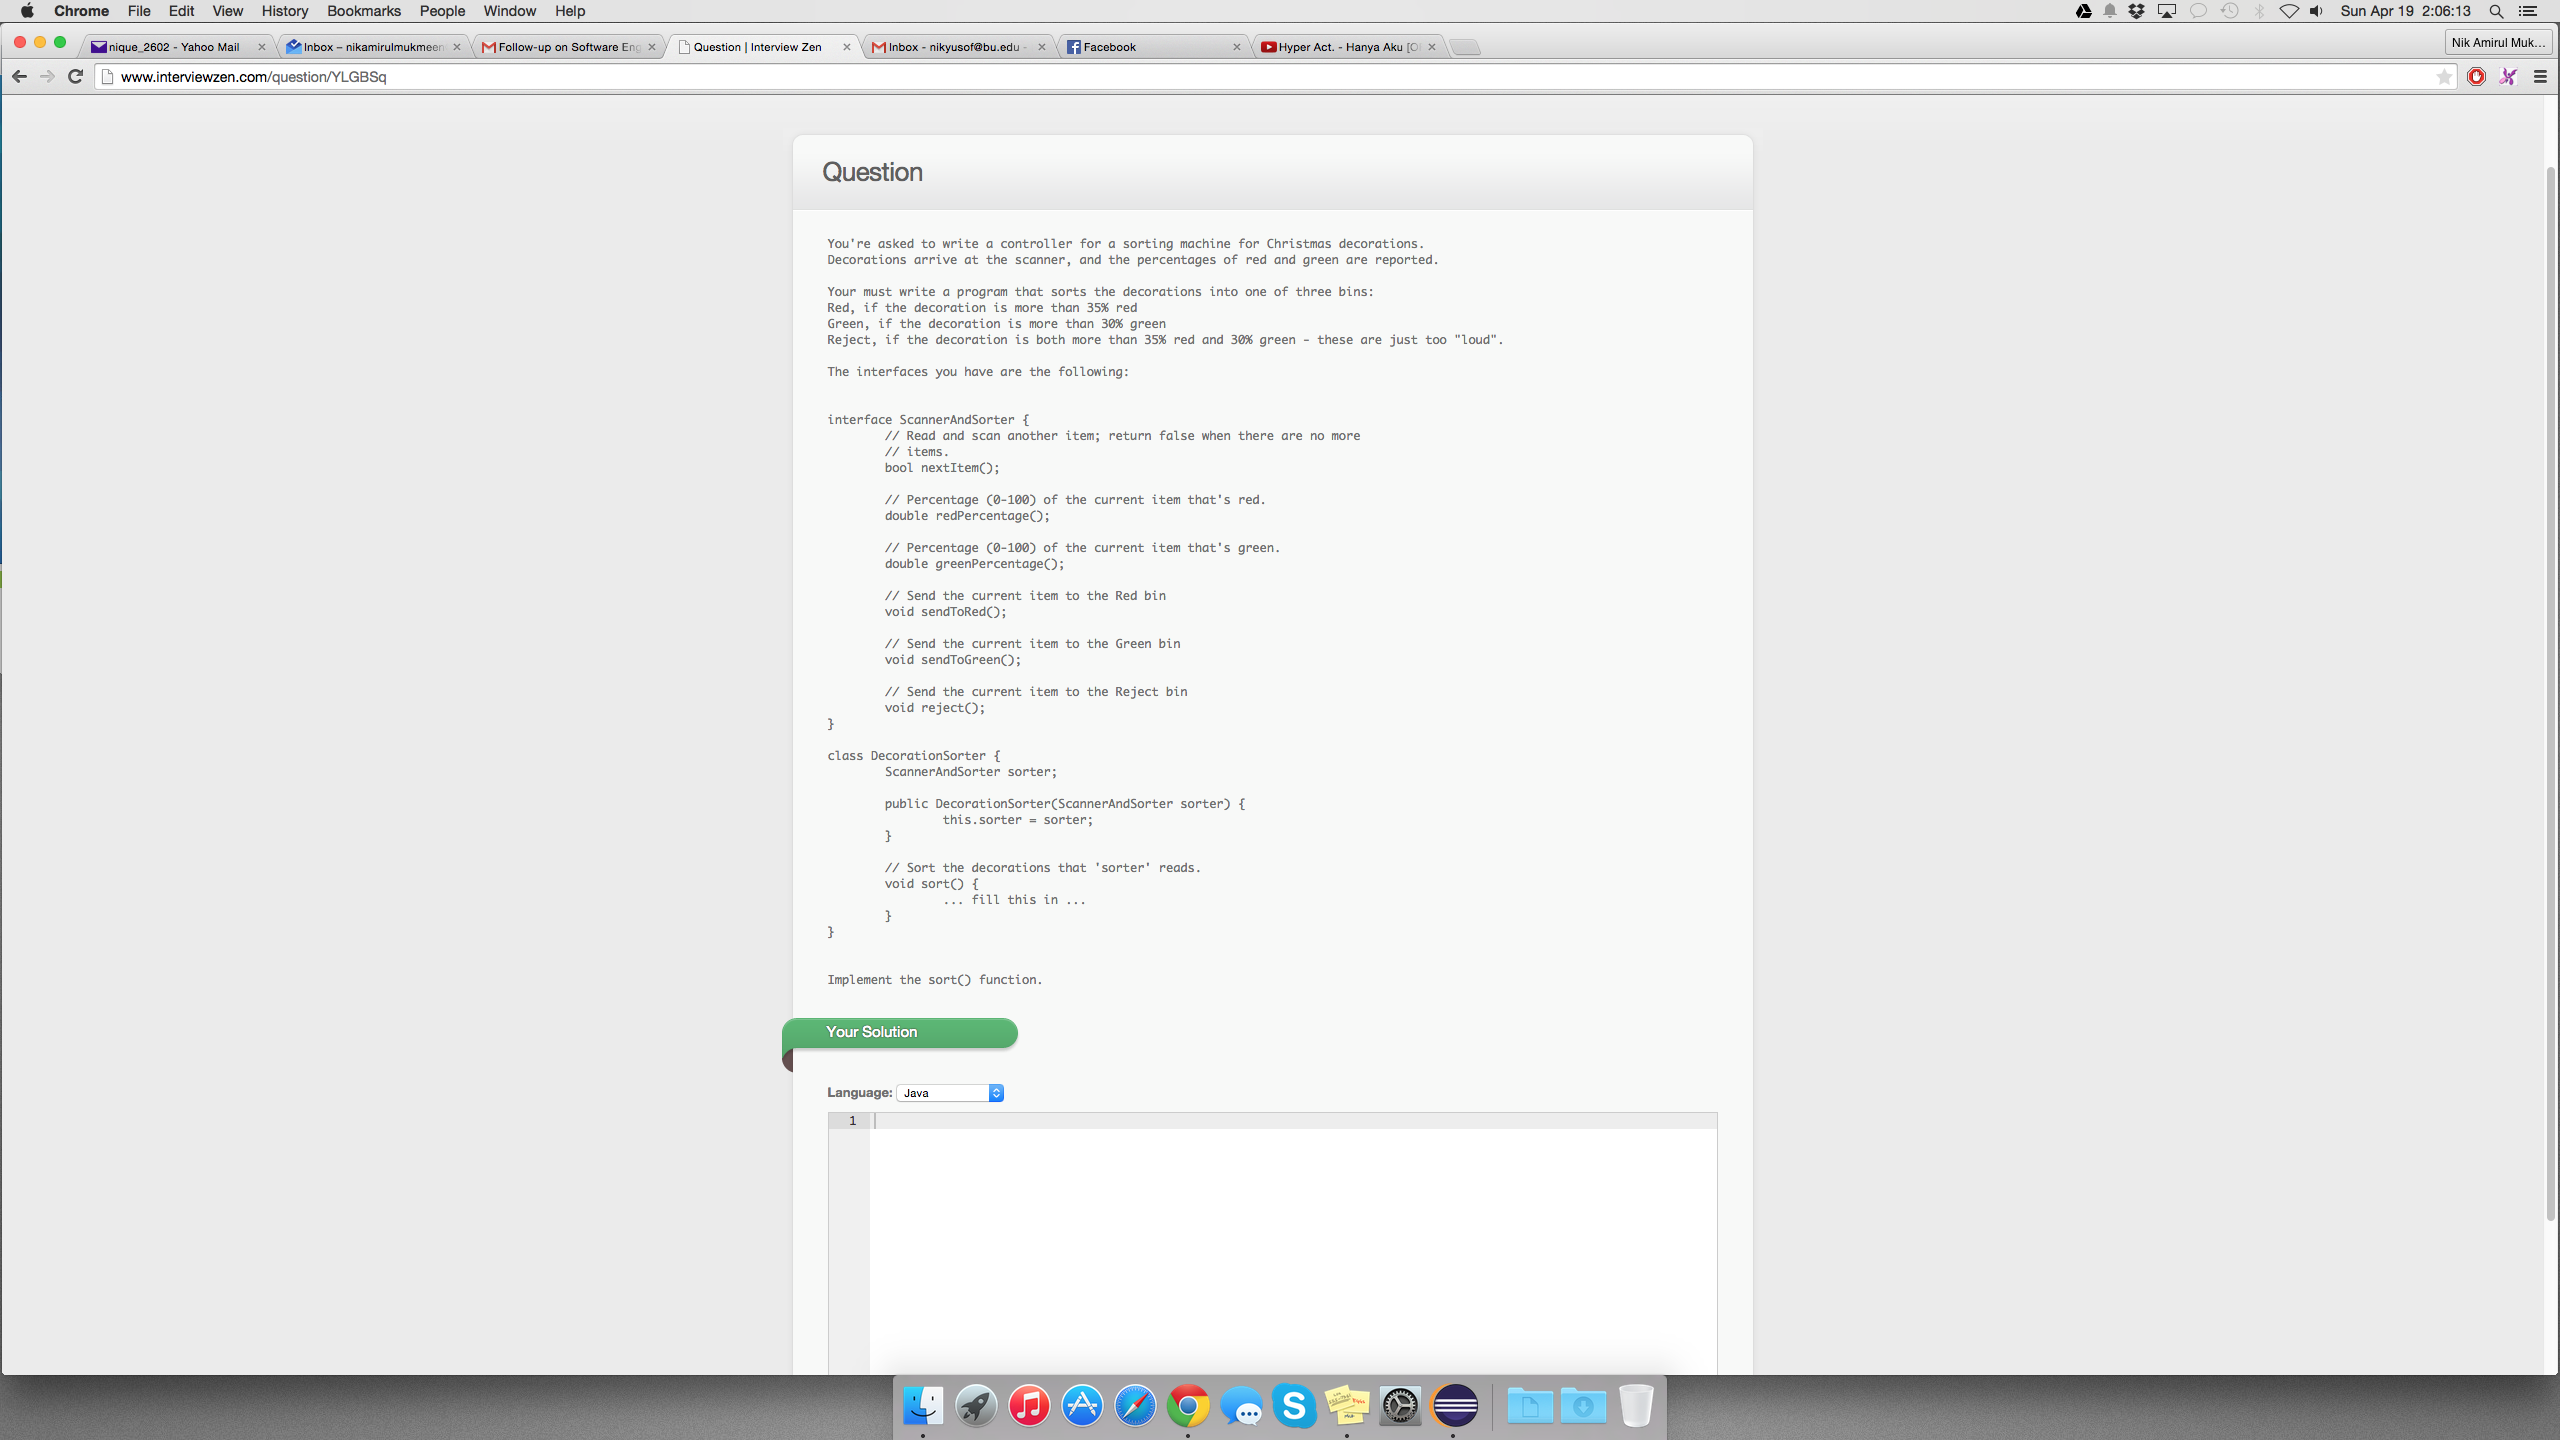 Chrome File Edit View History Bookmarks People Window Help Sun Apr 19 2:06:13
nique_2602 - Yahoo Mail Inbox – nikamirulmukmeen Follow-up on Software Eng Question | Interview Zen Inbox - nikyusof@bu.edu - Facebook Hyper Act. - Hanya Aku [O Nik Amirul Muk...
www.interviewzen.com/question/YLGBSq
Question
You're asked to write a controller for a sorting machine for Christmas decorations.
Decorations arrive at the scanner, and the percentages of red and green are reported.
Your must write a program that sorts the decorations into one of three bins:
Red, if the decoration is more than 35% red
Green, if the decoration is more than 30% green
Reject, if the decoration is both more than 35% red and 30% green - these are just too "loud".
The interfaces you have are the following:
interface ScannerAndSorter {
// Read and scan another item; return false when there are no more
// items.
bool nextItem();
// Percentage (0-100) of the current item that's red.
double redPercentage();
// Percentage (0-100) of the current item that's green.
double greenPercentage();
// Send the current item to the Red bin
void sendToRed();
// Send the current item to the Green bin
void sendToGreen();
// Send the current item to the Reject bin
void reject();
}
class DecorationSorter {
ScannerAndSorter sorter;
public DecorationSorter(ScannerAndSorter sorter) {
this.sorter = sorter;
}
// Sort the decorations that 'sorter' reads.
void sort() {
... fill this in ...
}
}
Implement the sort() function.
Your Solution
Language: Java
1